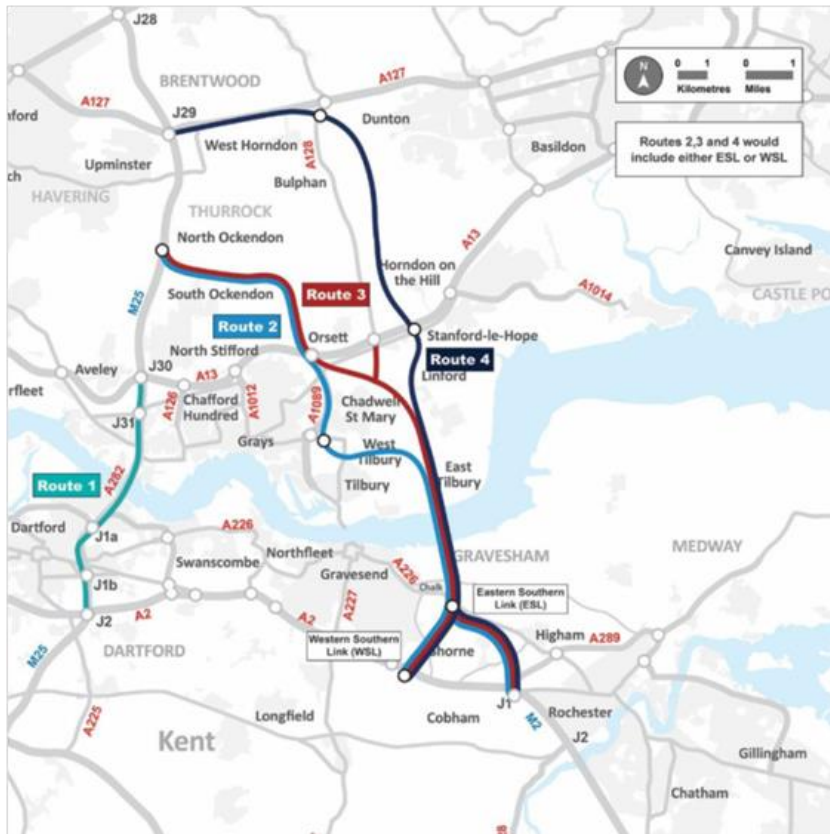 J28
BRENTWOOD
A127
N
0 1
Kilometres
0 1
Miles
A127
J29
Dunton
West Horndon
A128
Basildon
Routes 2,3 and 4 would
include either ESL or WSL
Upminster
Bulphan
HAVERING
THURROCK
A13
North Ockendon
Canvey Island
Horndon on
the Hill
A1014
CASTLE PO
M25
South Ockendon
Route 3
Route 2
Orsett
Stanford-le-Hope
North Stifford
Route 4
Aveley
J30
A13
Linford
rfleet
A126
Chafford
Hundred
A1012
A1089
Chadwell
St Mary
J31
Grays
West
Tilbury
East
Tilbury
A282
Route 1
Tilbury
Dartford
J1a
A226
MEDWAY
Northfleet
GRAVESHAM
Swanscombe
Gravesend
A226
Chalk
J1b
A227
Eastern Southern
Link (ESL)
J2
A2
A2
Higham
A289
M25
DARTFORD
Western Southern
Link (WSL)
Shorne
J1
Rochester
A225
Longfield
Cobham
M2
J2
Kent
Gillingham
Chatham